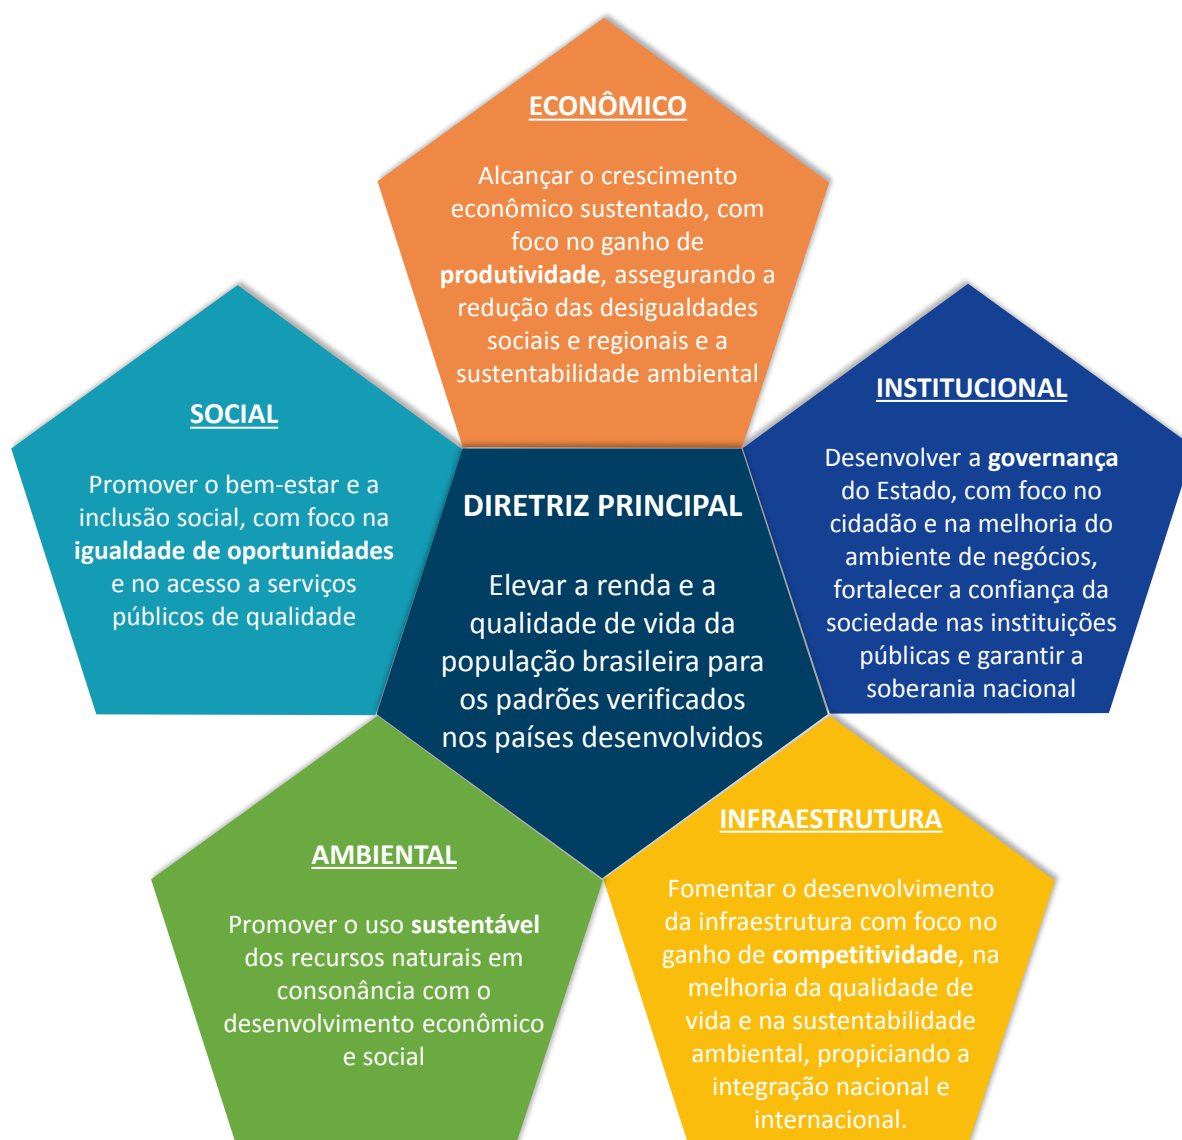 ECONÔMICO
Alcançar o crescimento
econômico sustentado, com
foco no ganho de
produtividade, assegurando a
redução das desigualdades
sociais e regionais e a
sustentabilidade ambiental
SOCIAL
Promover o bem-estar e a
inclusão social, com foco na
igualdade de oportunidades
e no acesso a serviços
públicos de qualidade
DIRETRIZ PRINCIPAL
Elevar a renda e a
qualidade de vida da
população brasileira para
os padrões verificados
nos países desenvolvidos
INSTITUCIONAL
Desenvolver a governança
do Estado, com foco no
cidadão e na melhoria do
ambiente de negócios,
fortalecer a confiança da
sociedade nas instituições
públicas e garantir a
soberania nacional
AMBIENTAL
Promover o uso sustentável
dos recursos naturais em
consonância com o
desenvolvimento econômico
e social
INFRAESTRUTURA
Fomentar o desenvolvimento
da infraestrutura com foco no
ganho de competitividade, na
melhoria da qualidade de
vida e na sustentabilidade
ambiental, propiciando a
integração nacional e
internacional.